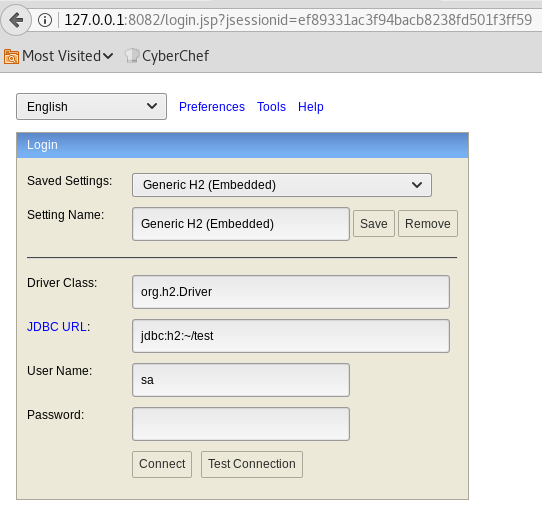 127.0.0.1:8082/login.jsp?jsessionid=ef89331ac3f94bacb8238fd501f3ff59
Most Visited CyberChef
English Preferences Tools Help
Login
Saved Settings: Generic H2 (Embedded)
Setting Name: Generic H2 (Embedded) Save Remove
Driver Class: org.h2.Driver
JDBC URL: jdbc:h2:~/test
User Name: sa
Password:
Connect Test Connection